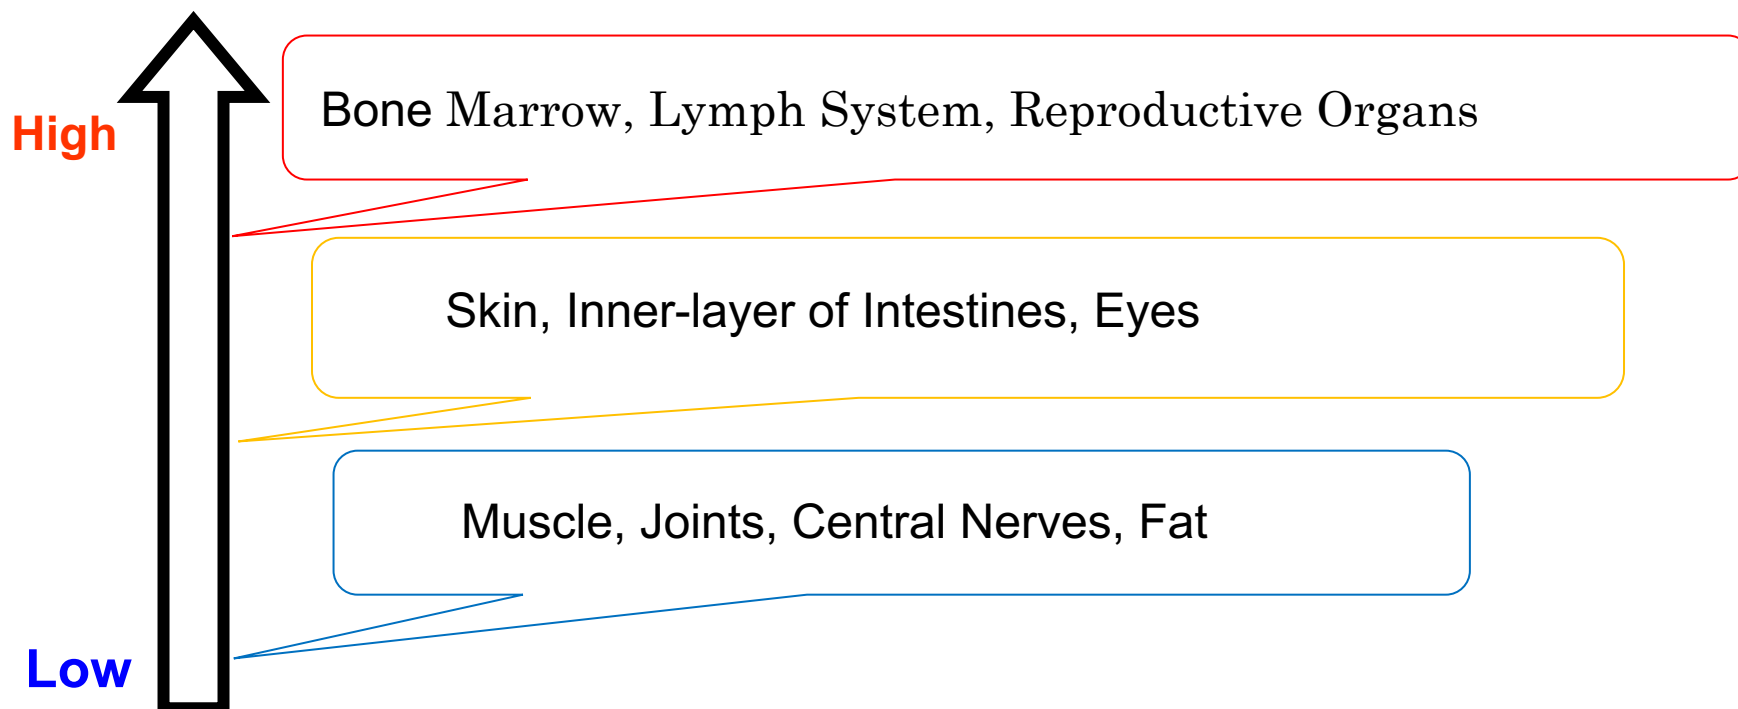 High
Bone Marrow, Lymph System, Reproductive Organs
Skin, Inner-layer of Intestines, Eyes
Muscle, Joints, Central Nerves, Fat
Low